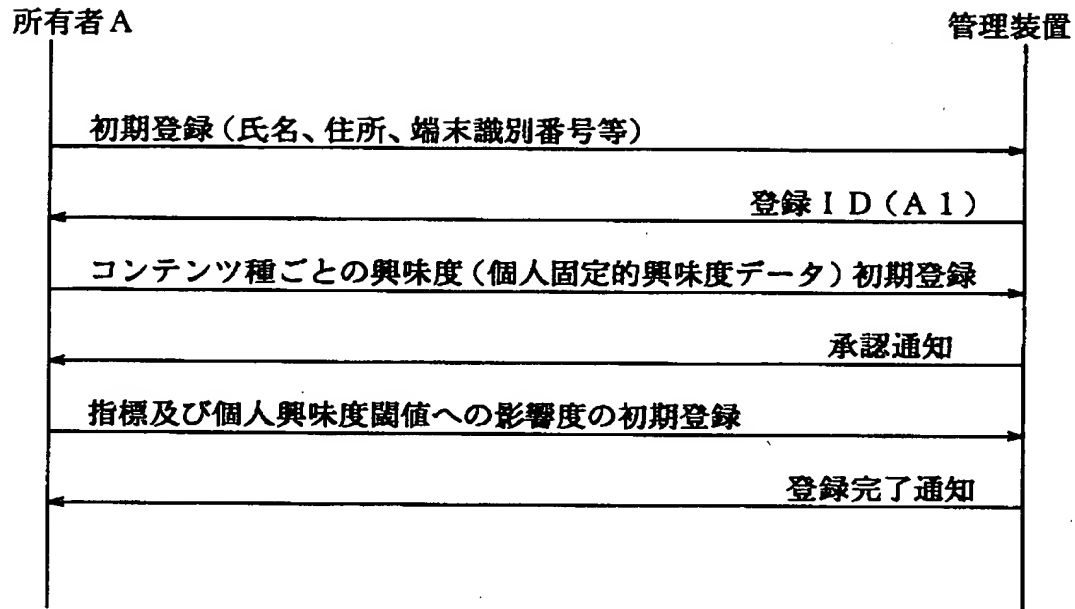 所有者A
管理装置
初期登録(氏名、住所、端末識別番号等)
登録ID(A1)
コンテンツ種ごとの興味度(個人固定的興味度データ)初期登録
承認通知
指標及び個人興味度閾値への影響度の初期登録
登録完了通知